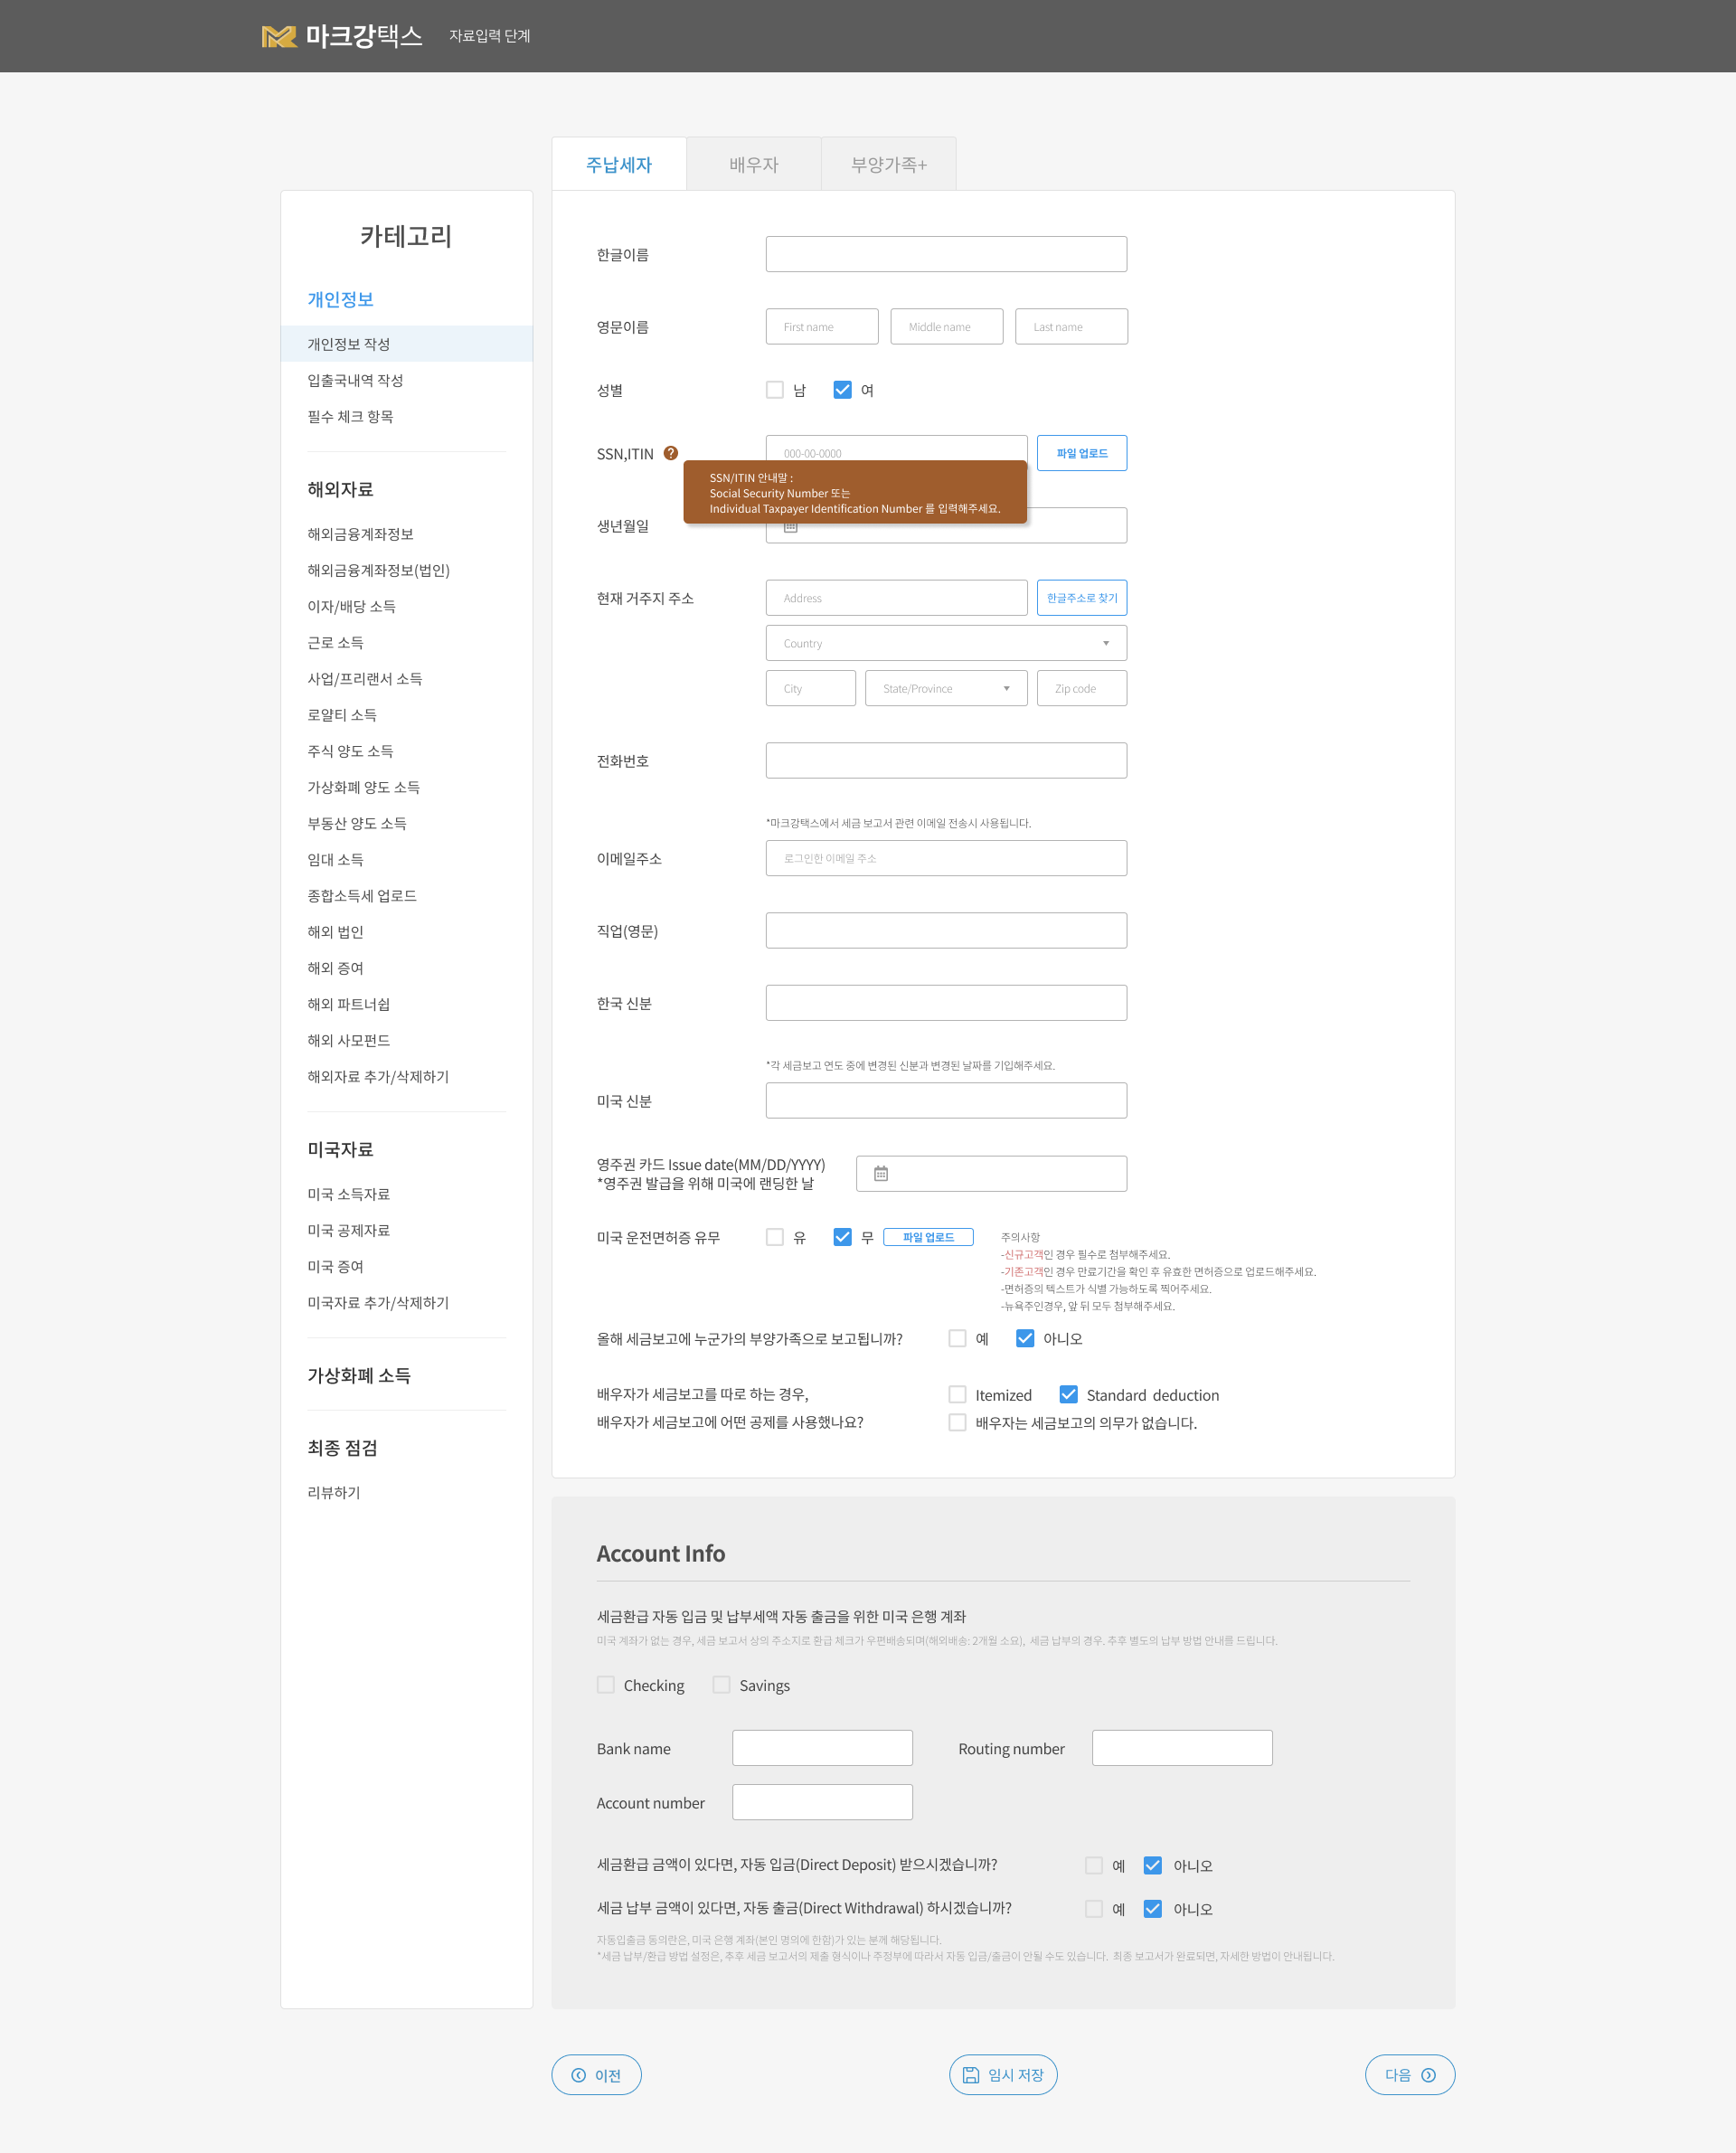 마크강택스 자료입력 단계
주납세자 배우자 부양가족+
카테고리
개인정보
개인정보 작성
입출국내역 작성
필수 체크 항목
해외자료
해외금융계좌정보
해외금융계좌정보(법인)
이자/배당 소득
근로 소득
사업/프리랜서 소득
로얄티 소득
주식 양도 소득
가상화폐 양도 소득
부동산 양도 소득
임대 소득
종합소득세 업로드
해외 법인
해외 증여
해외 파트너쉽
해외 사모펀드
해외자료 추가/삭제하기
미국자료
미국 소득자료
미국 공제자료
미국 증여
미국자료 추가/삭제하기
가상화폐 소득
최종 점검
리뷰하기
한글이름
영문이름 First name Middle name Last name
성별 남 여
SSN,ITIN ? 000-00-0000 파일 업로드
SSN/ITIN 안내말 :
Social Security Number 또는
Individual Taxpayer Identification Number 를 입력해주세요.
생년월일
현재 거주지 주소 Address 한글주소로 찾기
Country
City State/Province Zip code
전화번호
*마크강택스에서 세금 보고서 관련 이메일 전송시 사용됩니다.
이메일주소 로그인한 이메일 주소
직업(영문)
한국 신분
*각 세금보고 연도 중에 변경된 신분과 변경된 날짜를 기입해주세요.
미국 신분
영주권 카드 Issue date(MM/DD/YYYY)
*영주권 발급을 위해 미국에 랜딩한 날
미국 운전면허증 유무 유 무 파일 업로드 주의사항
-신규고객인 경우 필수로 첨부해주세요.
-기존고객인 경우 만료기간을 확인 후 유효한 면허증으로 업로드해주세요.
-면허증의 텍스트가 식별 가능하도록 찍어주세요.
-뉴욕주인경우, 앞 뒤 모두 첨부해주세요.
올해 세금보고에 누군가의 부양가족으로 보고됩니까? 예 아니오
배우자가 세금보고를 따로 하는 경우, Itemized Standard deduction
배우자가 세금보고에 어떤 공제를 사용했나요? 배우자는 세금보고의 의무가 없습니다.
Account Info
세금환급 자동 입금 및 납부세액 자동 출금을 위한 미국 은행 계좌
미국 계좌가 없는 경우, 세금 보고서 상의 주소지로 환급 체크가 우편배송되며(해외배송: 2개월 소요), 세금 납부의 경우. 추후 별도의 납부 방법 안내를 드립니다.
Checking Savings
Bank name Routing number
Account number
세금환급 금액이 있다면, 자동 입금(Direct Deposit) 받으시겠습니까? 예 아니오
세금 납부 금액이 있다면, 자동 출금(Direct Withdrawal) 하시겠습니까? 예 아니오
자동입출금 동의란은, 미국 은행 계좌(본인 명의에 한함)가 있는 분께 해당됩니다.
*세금 납부/환급 방법 설정은, 추후 세금 보고서의 제출 형식이나 주정부에 따라서 자동 입금/출금이 안될 수도 있습니다. 최종 보고서가 완료되면, 자세한 방법이 안내됩니다.
이전 임시 저장 다음